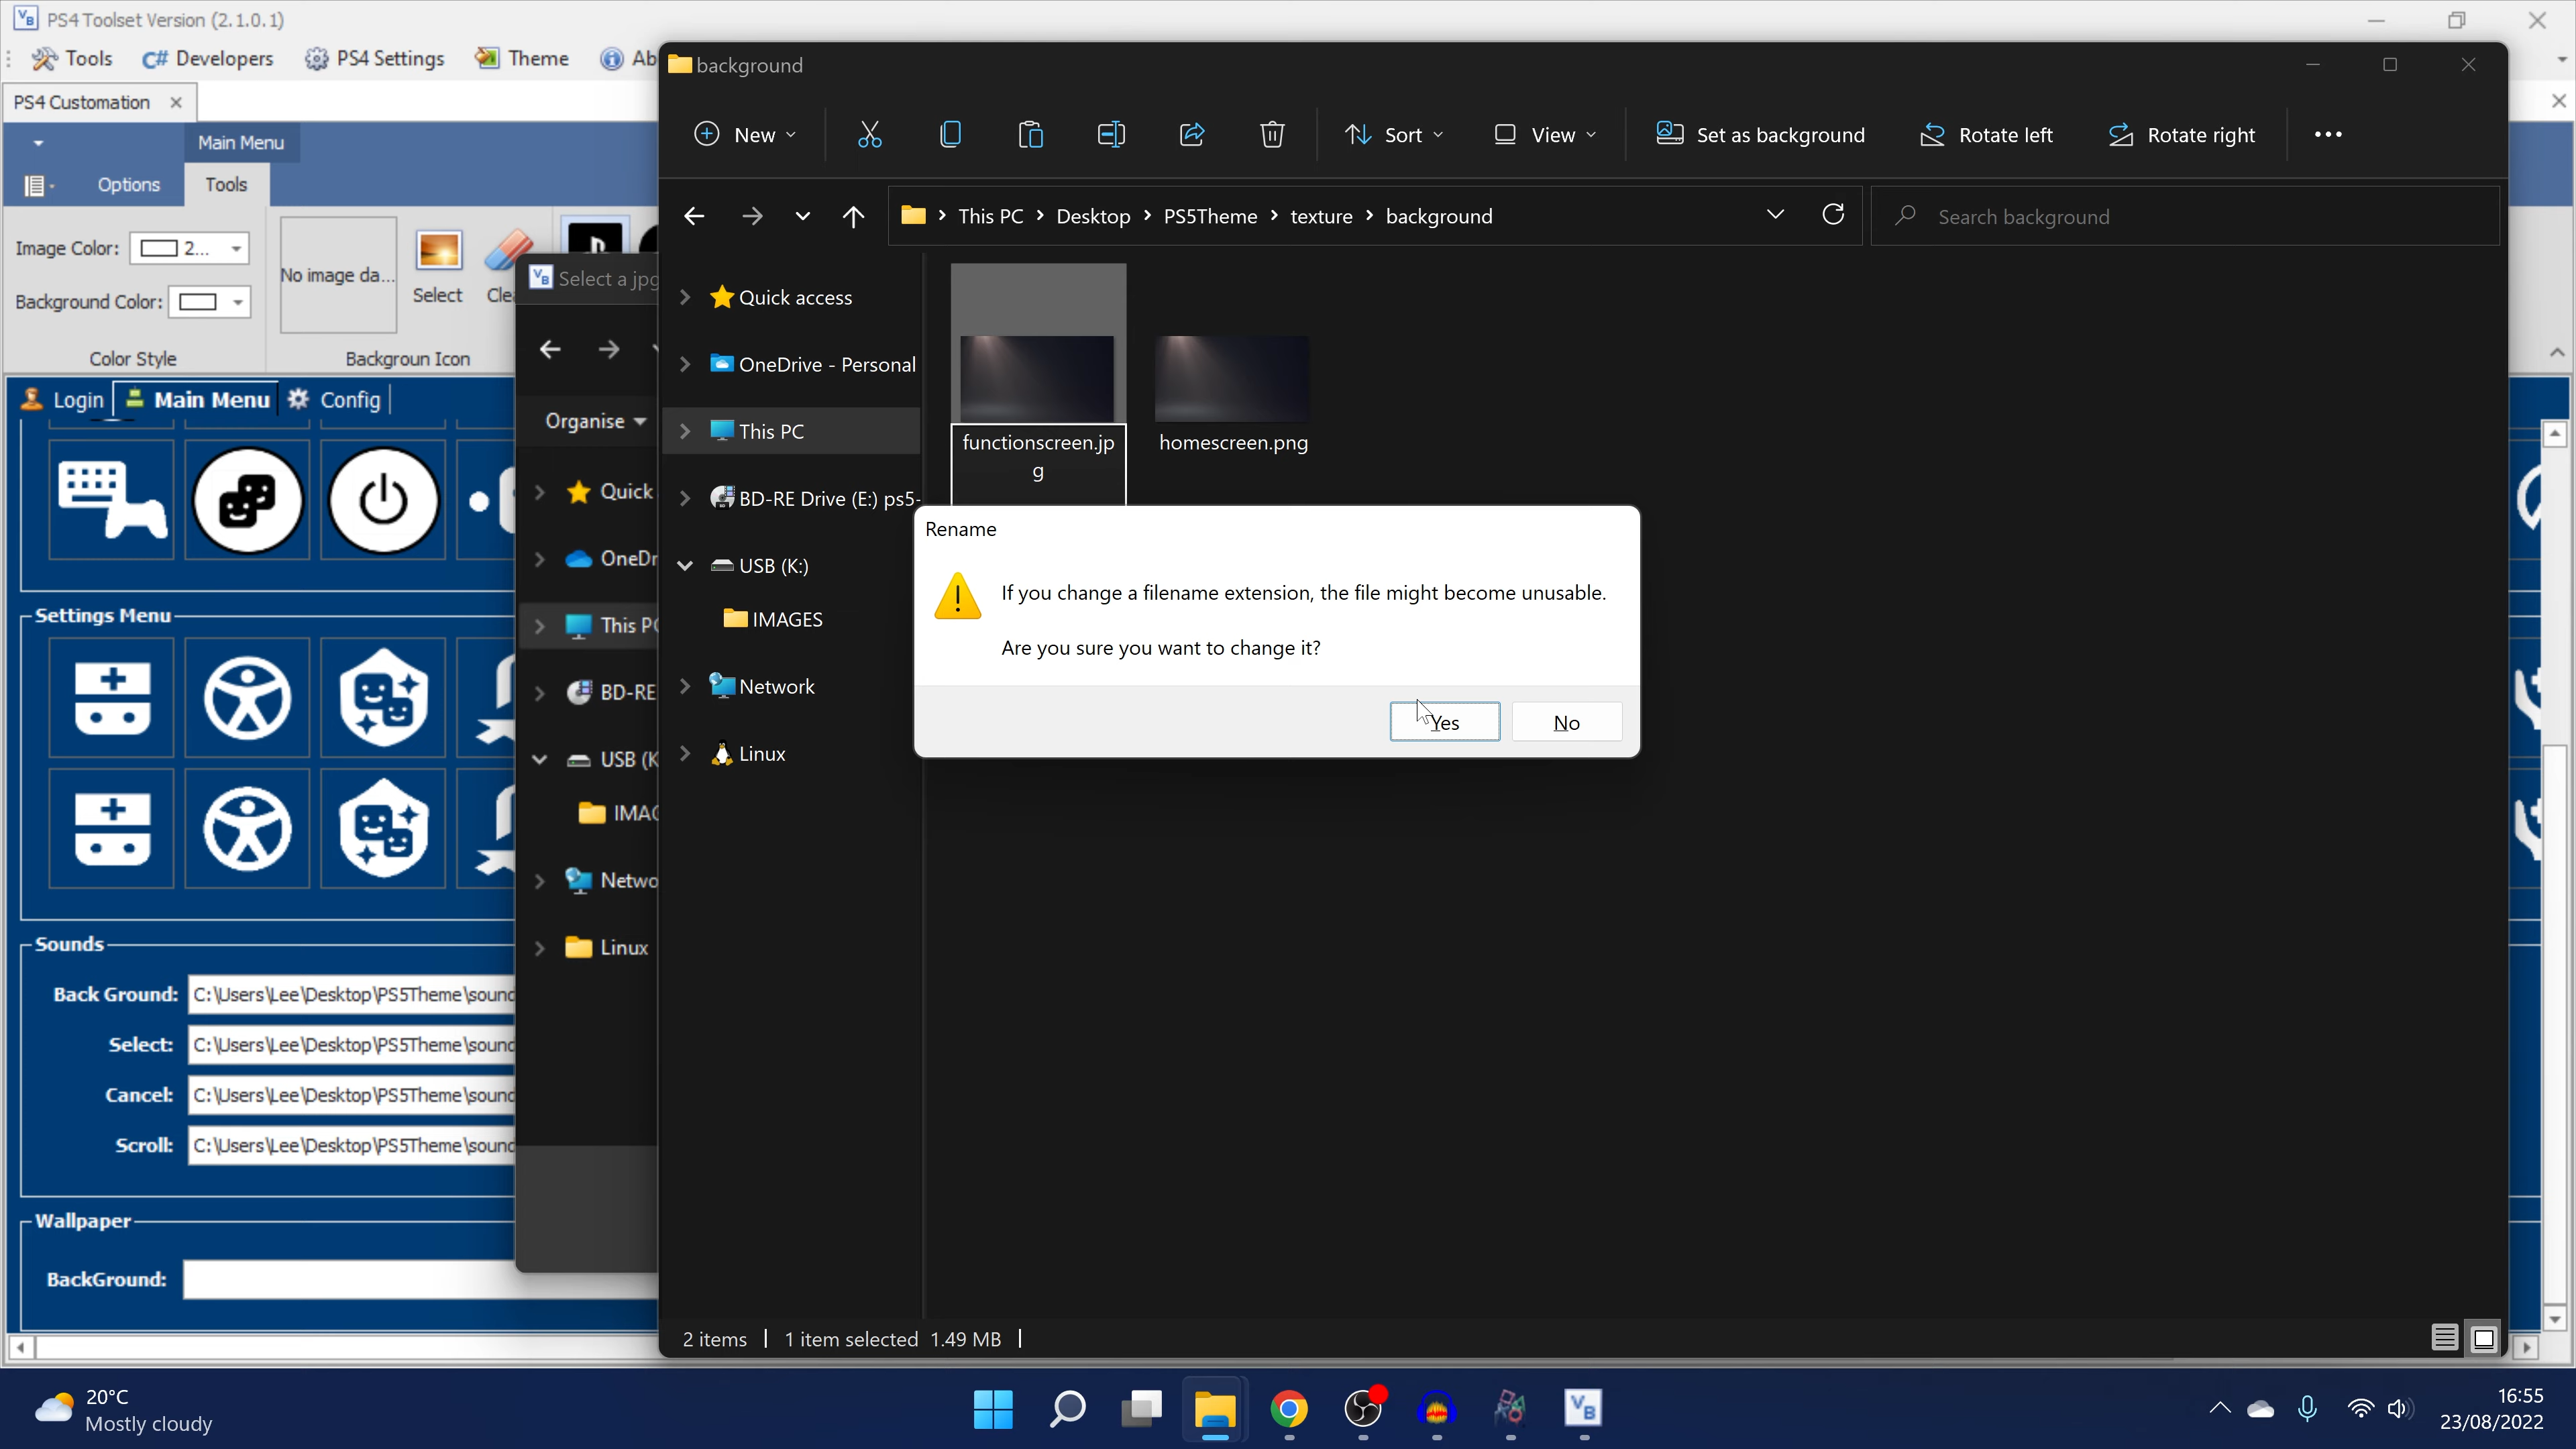 PS4 Toolset Version (2.1.0.1)
Tools
C# Developers
PS4 Settings
Theme
Ab
PS4 Customation
Main Menu
Options
Tools
Image Color:
2...
Background Color:
Color Style
No image da...
Select
Cle
Backgroun Icon
Login
Main Menu
Config
Settings Menu
Sounds
Back Ground:
C:\Users\Lee\Desktop\PS5Theme\sound
Select:
C:\Users\Lee\Desktop\PS5Theme\sound
Cancel:
C:\Users\Lee\Desktop\PS5Theme\sound
Scroll:
C:\Users\Lee\Desktop\PS5Theme\sound
Wallpaper
BackGround:
Select a jpg
Organise
Quick
OneDr
This PC
BD-RE
USB (K
IMAG
Netwo
Linux
background
New
Sort
View
Set as background
Rotate left
Rotate right
This PC
Desktop
PS5Theme
texture
background
Search background
Quick access
OneDrive - Personal
This PC
BD-RE Drive (E:) ps5-
USB (K:)
IMAGES
Network
Linux
functionscreen.jp
g
homescreen.png
Rename
If you change a filename extension, the file might become unusable.
Are you sure you want to change it?
Yes
No
2 items
1 item selected 1.49 MB
20°C
Mostly cloudy
VB
16:55
23/08/2022